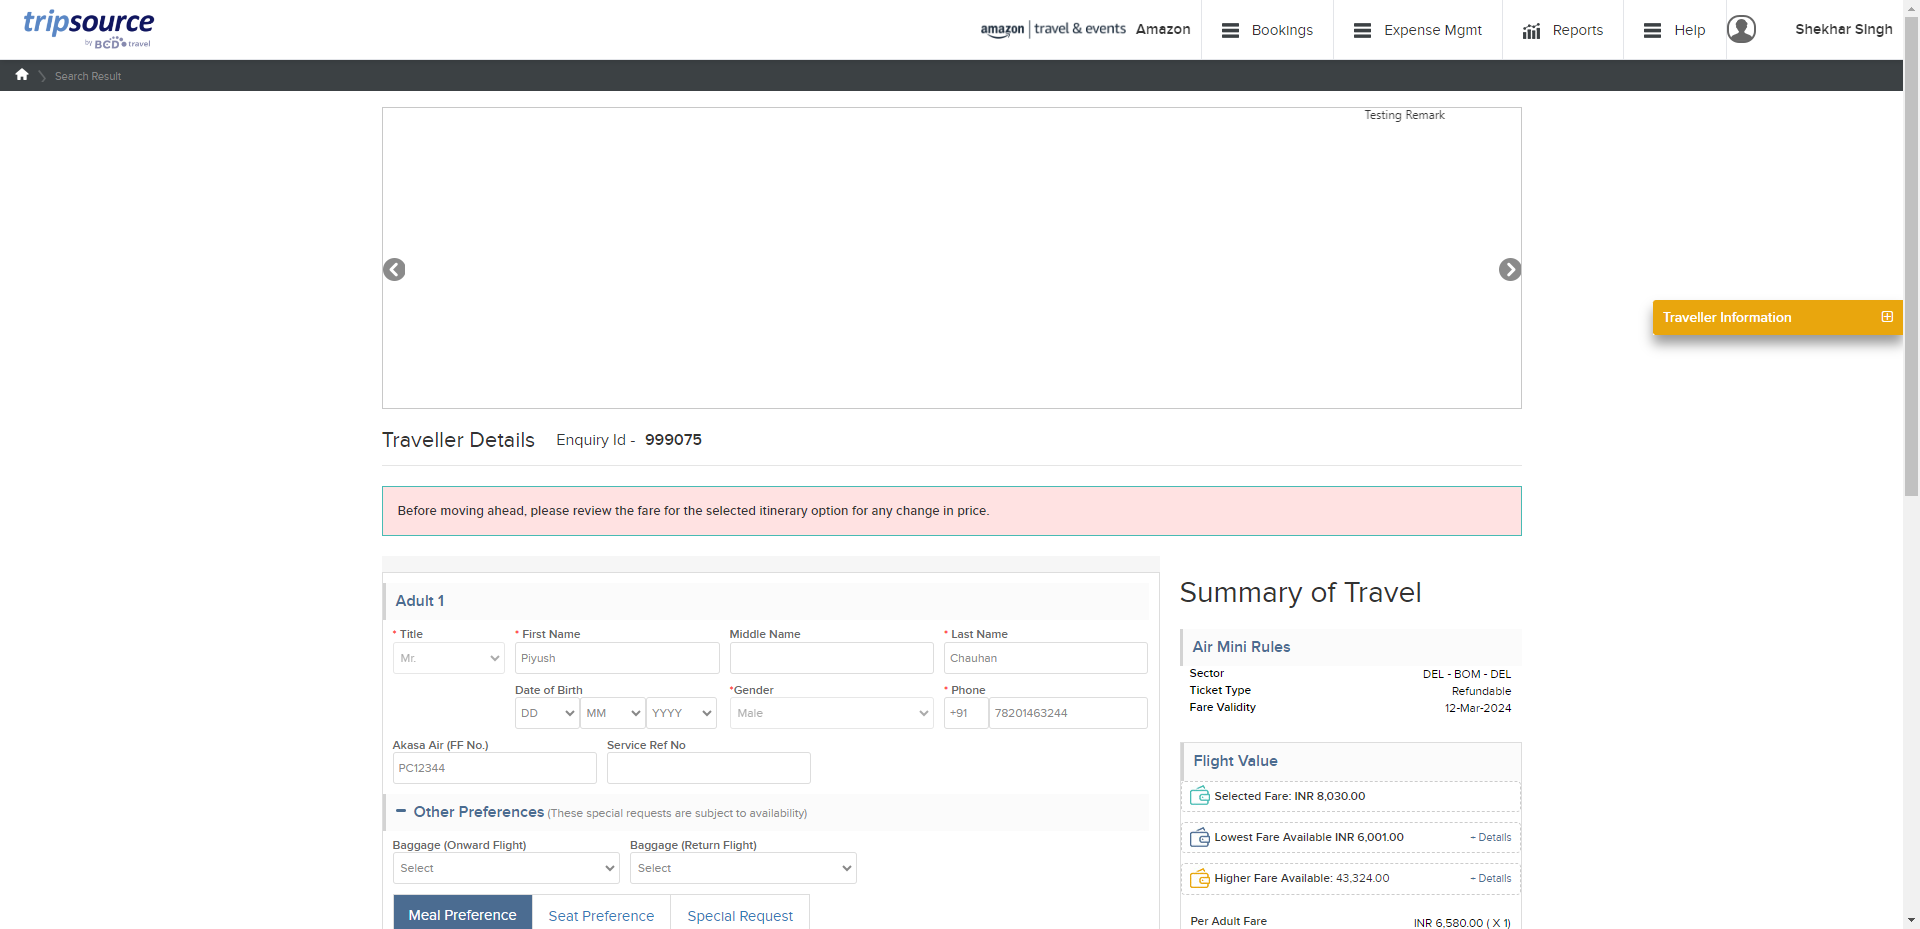 tripsource
by BCD travel
amazon | travel & events Amazon Bookings Expense Mgmt Reports Help Shekhar Singh
Search Result
Testing Remark
Traveller Information
Traveller Details Enquiry Id - 999075
Before moving ahead, please review the fare for the selected itinerary option for any change in price.
Adult 1
* Title * First Name Middle Name * Last Name
Mr. Piyush Chauhan
Date of Birth *Gender * Phone
DD MM YYYY Male +91 78201463244
Akasa Air (FF No.) Service Ref No
PC12344
Other Preferences (These special requests are subject to availability)
Baggage (Onward Flight) Baggage (Return Flight)
Select Select
Meal Preference Seat Preference Special Request
Summary of Travel
Air Mini Rules
Sector DEL - BOM - DEL
Ticket Type Refundable
Fare Validity 12-Mar-2024
Flight Value
Selected Fare: INR 8,030.00
Lowest Fare Available INR 6,001.00 + Details
Higher Fare Available: 43,324.00 + Details
Per Adult Fare INR 6,580.00 ( X 1)